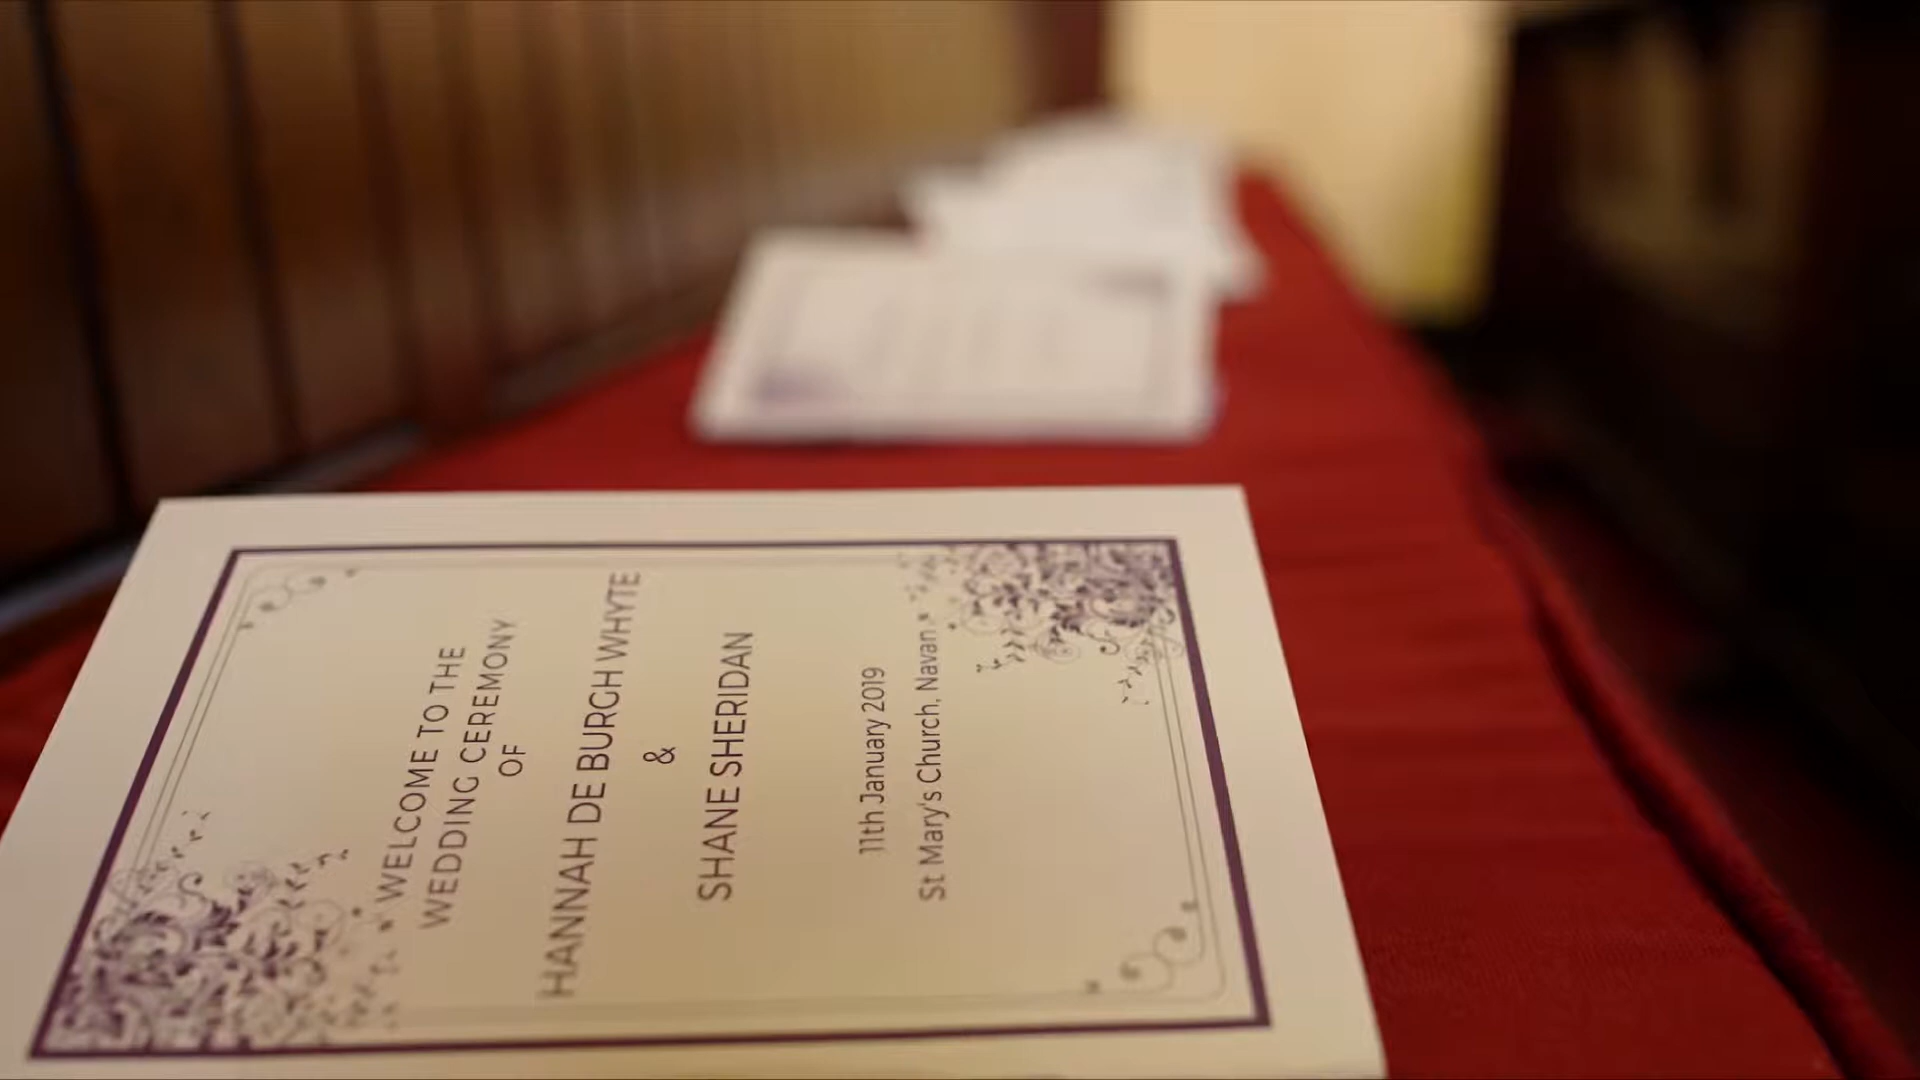 WELCOME TO THE
WEDDING CEREMONY
OF
HANNAH DE BURGH WHYTE
&
SHANE SHERIDAN
11th January 2019
St Mary's Church, Navan